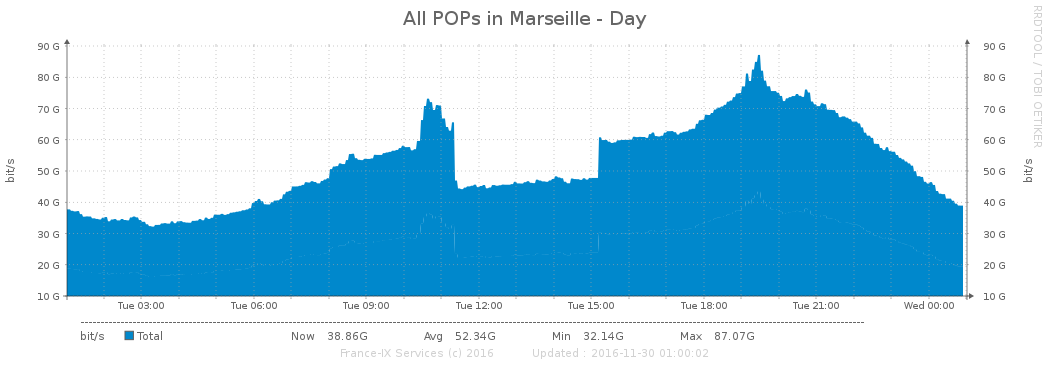 All POPs in Marseille - Day
RRDTOOL / TOBI OETIKER
90 G 90 G
80 G 80 G
70 G 70 G
60 G 60 G
50 G 50 G
40 G 40 G
30 G 30 G
20 G 20 G
10 G 10 G
bit/s bit/s
Tue 03:00 Tue 06:00 Tue 09:00 Tue 12:00 Tue 15:00 Tue 18:00 Tue 21:00 Wed 00:00
bit/s Total Now 38.86G Avg 52.34G Min 32.14G Max 87.07G
France-IX Services (c) 2016 Updated : 2016-11-30 01:00:02